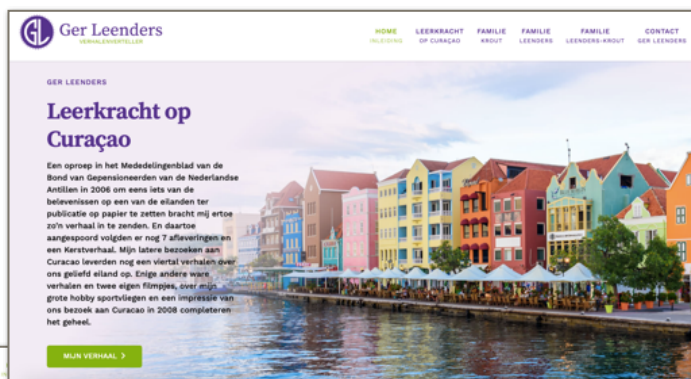 GL Ger Leenders
VERHALENVERTELLER
HOME LEERKRACHT FAMILIE FAMILIE FAMILIE CONTACT
INLEIDING OP CURAÇAO KROUT LEENDERS LEENDERS-KROUT GER LEENDERS
GER LEENDERS
Leerkracht op
Curaçao
Een oproep in het Mededelingenblad van de
Bond van Gepensioneerden van de Nederlandse
Antillen in 2006 om eens iets van de
belevenissen op een van de eilanden ter
publicatie op papier te zetten bracht mij ertoe
zo'n verhaal in te zenden. En daartoe
aangespoord volgden er nog 7 afleveringen en
een Kerstverhaal. Mijn latere bezoeken aan
Curacao leverden nog een viertal verhalen over
ons geliefd eiland op. Enige andere ware
verhalen en twee eigen filmpjes, over mijn
grote hobby sportvliegen en een impressie van
ons bezoek aan Curacao in 2008 completeren
het geheel.
MIJN VERHAAL >